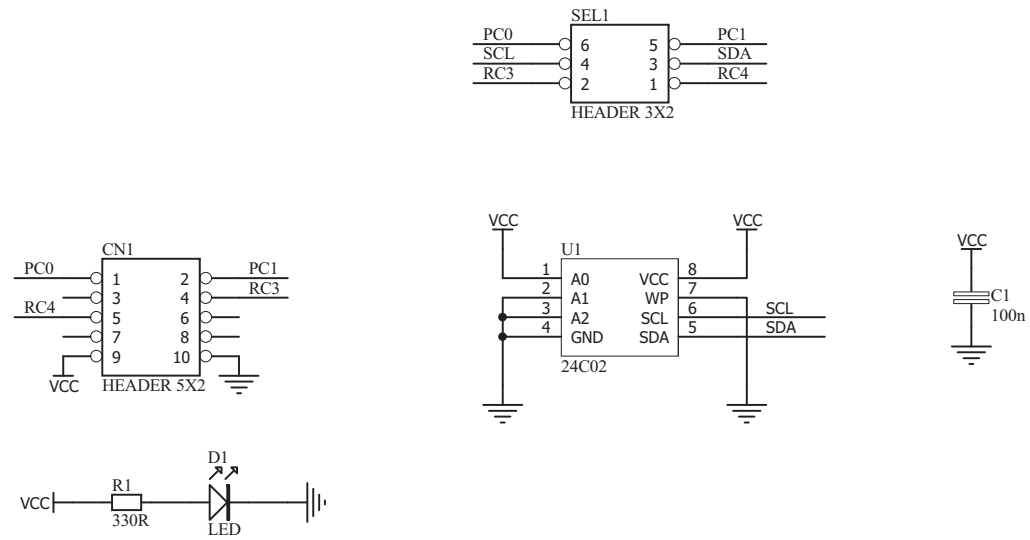 SEL1
PC0 6 5 PC1
SCL 4 3 SDA
RC3 2 1 RC4
HEADER 3X2
CN1
PC0 1 2 PC1
3 4 RC3
RC4 5 6
7 8
9 10
VCC
HEADER 5X2
VCC VCC
U1
1 A0 VCC 8
2 A1 WP 7
3 A2 SCL 6 SCL
4 GND SDA 5 SDA
24C02
VCC
C1
100n
D1
R1
VCC
330R
LED